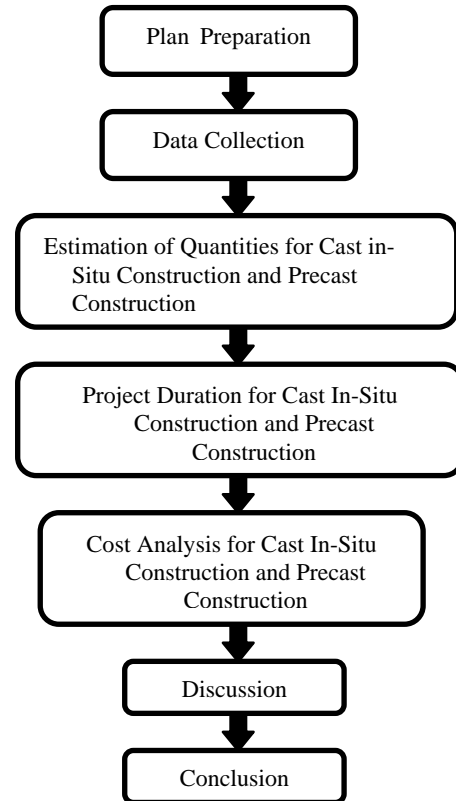 Plan Preparation
Data Collection
Estimation of Quantities for Cast in-
Situ Construction and Precast
Construction
Project Duration for Cast In-Situ
Construction and Precast
Construction
Cost Analysis for Cast In-Situ
Construction and Precast
Construction
Discussion
Conclusion